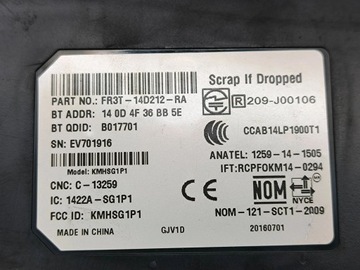 Scrap If Dropped
PART NO.: FR3T-14D212-RA
BT ADDR: 14 0D 4F 36 BB 5E
BT QDID: B017701
SN: EV701916
R 209-J00106
CCAB14LP1900T1
ANATEL: 1259-14-1505
IFT:RCPFOKM14-0294
KMHSG1P1
CNC: C-13259
IC: 1422A-SG1P1
FCC ID: KMHSG1P1
CE
NOM
NYCE
NOM-121-SCT1-2009
MADE IN CHINA
GJV1D
20160701